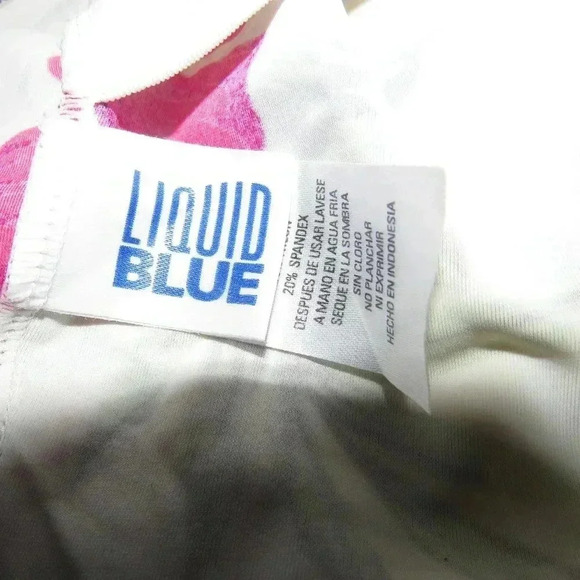 LIQUID
BLUE
20% SPANDEX
DESPUES DE USAR LAVESE
A MANO EN AGUA FRIA
SEQUE EN LA SOMBRA
SIN CLORO
NO PLANCHAR
NI EXPRIMIR
HECHO EN INDONESIA